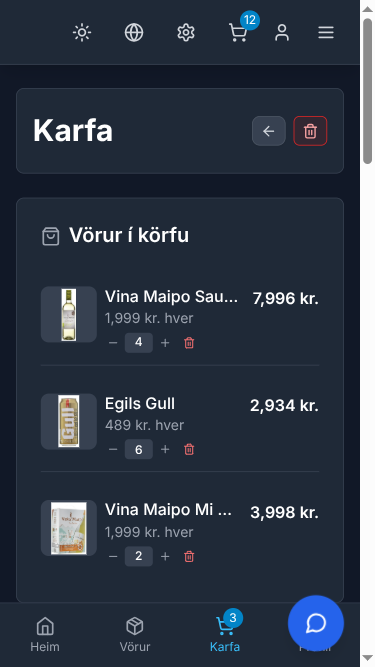 12
Karfa
Vörur í körfu
Vina Maipo Sau...
7,996 kr.
1,999 kr. hver
− 4 +
Egils Gull
2,934 kr.
489 kr. hver
− 6 +
Gull
Vina Maipo Mi ...
3,998 kr.
1,999 kr. hver
− 2 +
3
Heim
Vörur
Karfa